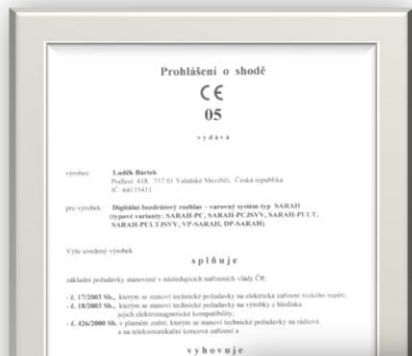 Prohlášení o shodě
CE
05
vydává
výrobce: Luděk Bártek
Podlesí 418, 757 01 Valašské Meziříčí, Česká republika
IČ: 64135411
pro výrobek: Digitální bezdrátový rozhlas - varovný systém typ SARAH
(typové varianty: SARAH-PC, SARAH-PCJSVV, SARAH-PULT,
SARAH-PULTJSVV, VP-SARAH, DP-SARAH)
Výše uvedený výrobek
splňuje
základní požadavky stanovené v následujících nařízeních vlády ČR:
- č. 17/2003 Sb., kterým se stanoví technické požadavky na elektrická zařízení nízkého napětí,
- č. 18/2003 Sb., kterým se stanoví technické požadavky na výrobky z hlediska
jejich elektromagnetické kompatibility,
- č. 426/2000 Sb. v platném znění, kterým se stanoví technické požadavky na rádiová
a na telekomunikační koncová zařízení a
vyhovuje